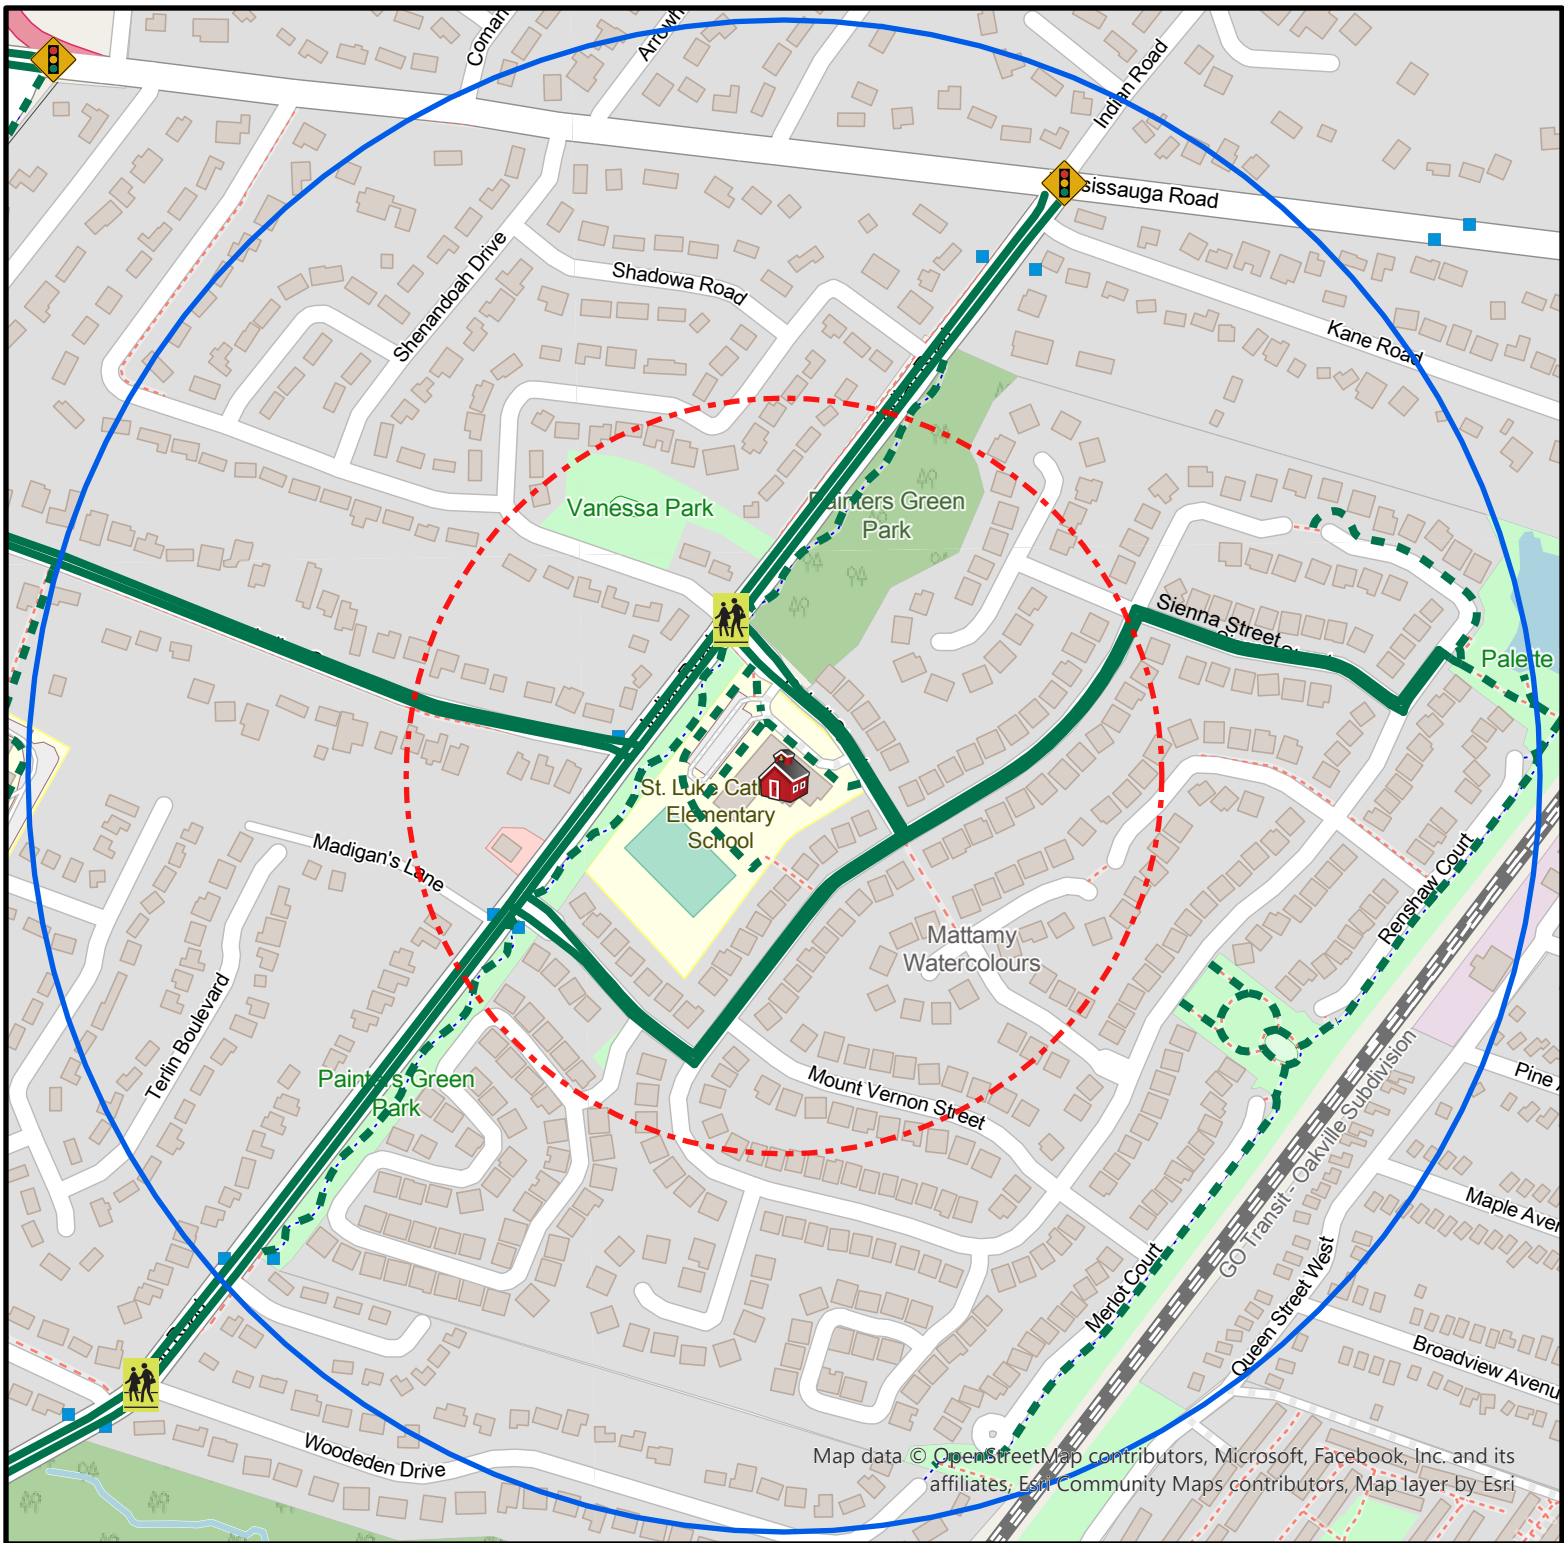 Indian Road
sissauga Road
Shadowa Road
Shenandoah Drive
Kane Road
Vanessa Park
Painters Green
Park
Sienna Street
Palette
St. Luke Cath
Elementary
School
Madigan's Lane
Renshaw Court
Mattamy
Watercolours
Terlin Boulevard
Painters Green
Park
Mount Vernon Street
Pine
GO Transit - Oakville Subdivision
Maple Aven
Merlot Court
Queen Street West
Broadview Avenu
Woodeden Drive
Map data © OpenStreetMap contributors, Microsoft, Facebook, Inc. and its
affiliates, Esri Community Maps contributors, Map layer by Esri